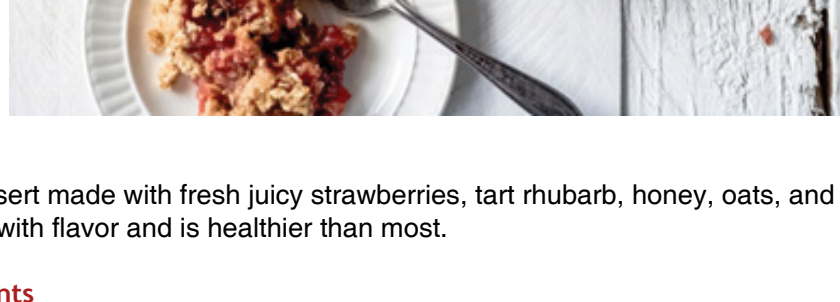 sert made with fresh juicy strawberries, tart rhubarb, honey, oats, and
with flavor and is healthier than most.
nts